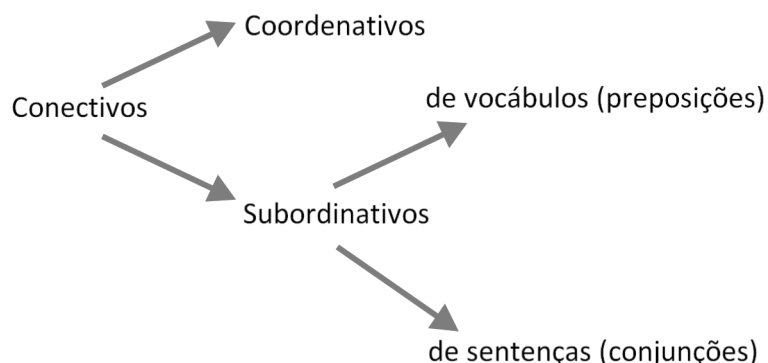 Coordenativos
Conectivos
de vocábulos (preposições)
Subordinativos
de sentenças (conjunções)